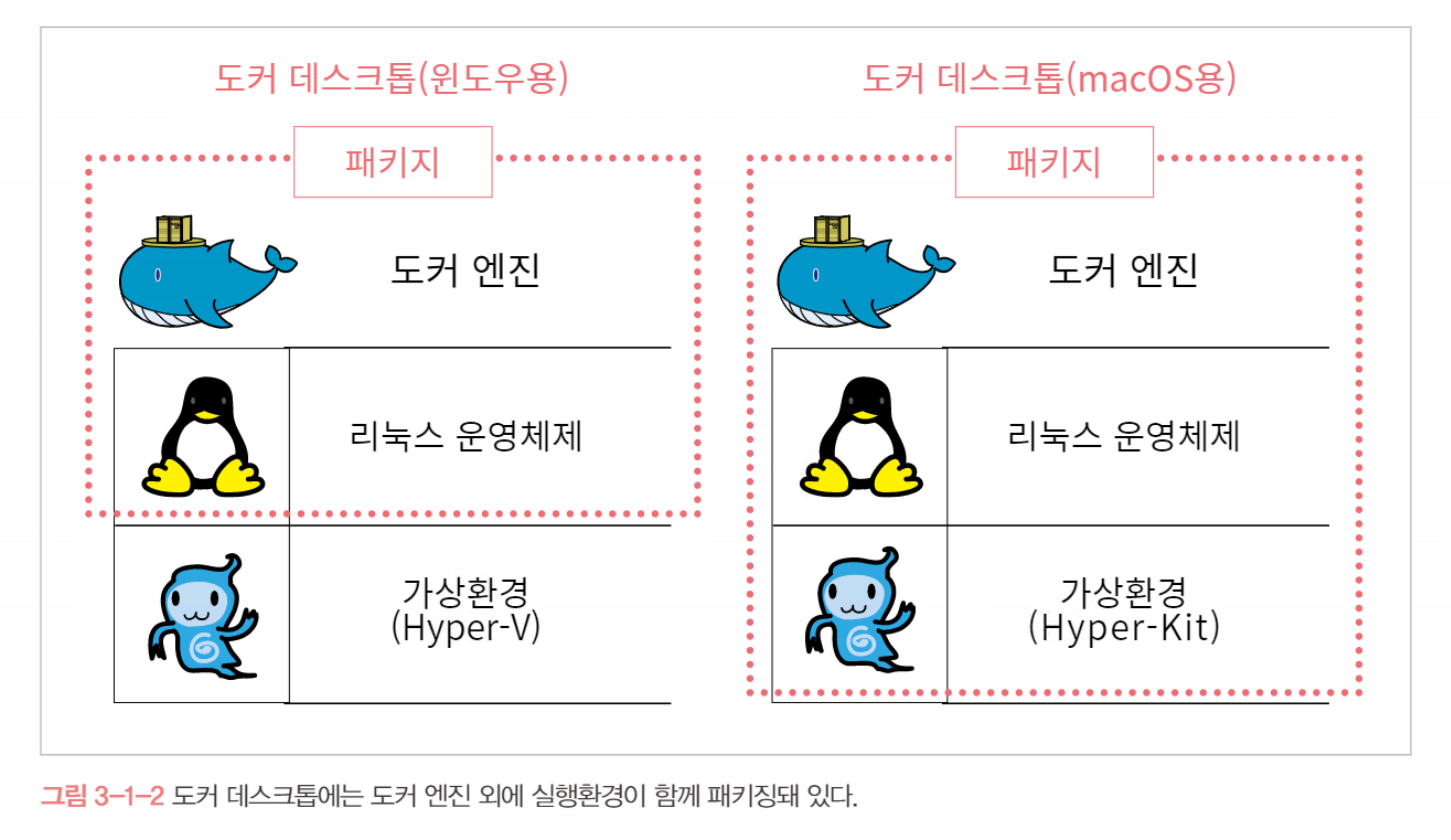 도커 데스크톱(윈도우용)
패키지
도커 엔진
리눅스 운영체제
가상환경
(Hyper-V)
도커 데스크톱(macOS용)
패키지
도커 엔진
리눅스 운영체제
가상환경
(Hyper-Kit)
그림 3-1-2 도커 데스크톱에는 도커 엔진 외에 실행환경이 함께 패키징돼 있다.